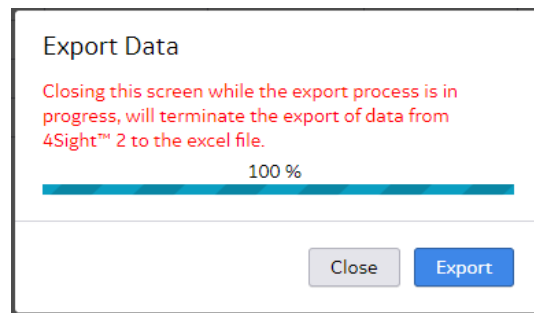 Export Data
Closing this screen while the export process is in
progress, will terminate the export of data from
4Sight™ 2 to the excel file.
100 %
Close
Export